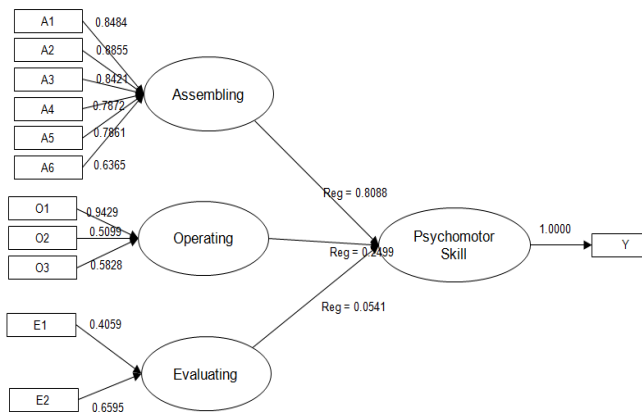 A1
0.8484
A2
0.8855
A3
0.8421
A4
0.7872
A5
0.7861
A6
0.6365
Assembling
O1
0.9429
O2
0.5099
O3
0.5828
Operating
E1
0.4059
E2
0.6595
Evaluating
Reg = 0.8088
Reg = 0.2499
Reg = 0.0541
Psychomotor
Skill
1.0000
Y